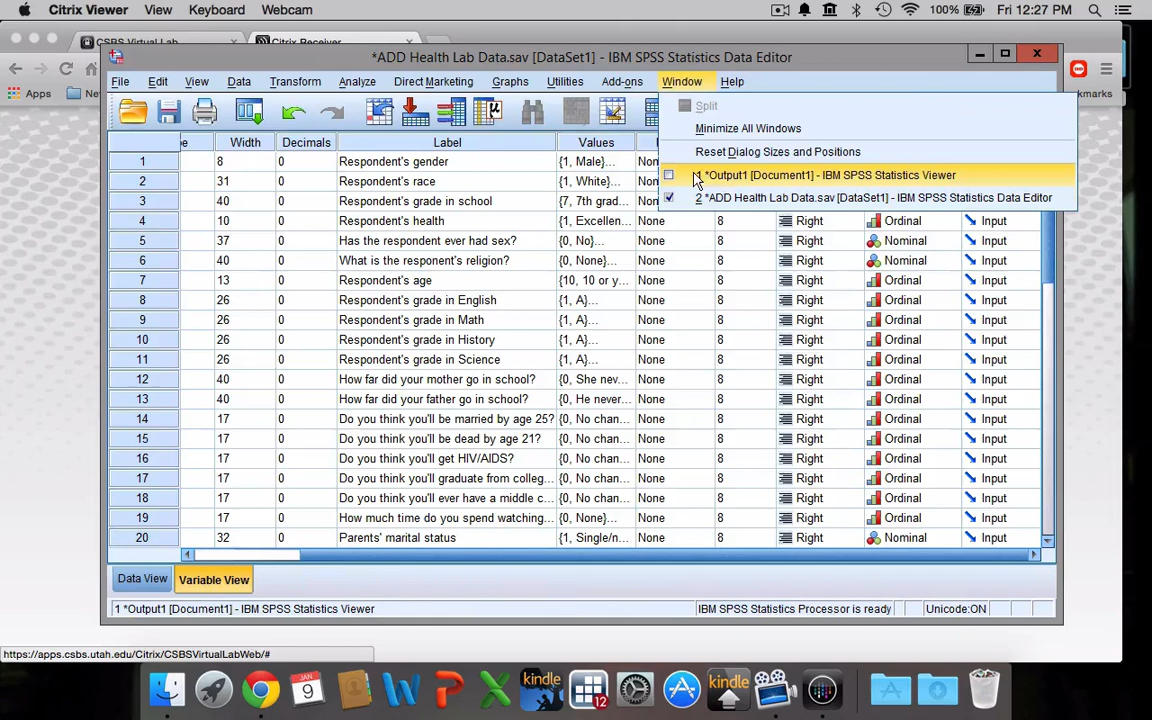 Citrix Viewer View Keyboard Webcam 100% Fri 12:27 PM
CSBS Virtual Lab Citrix Receiver
Apps
*ADD Health Lab Data.sav [DataSet1] - IBM SPSS Statistics Data Editor
File Edit View Data Transform Analyze Direct Marketing Graphs Utilities Add-ons Window Help
Split
Minimize All Windows
Reset Dialog Sizes and Positions
1 *Output1 [Document1] - IBM SPSS Statistics Viewer
2 *ADD Health Lab Data.sav [DataSet1] - IBM SPSS Statistics Data Editor
Width Decimals Label Values
1 8 0 Respondent's gender {1, Male}...
2 31 0 Respondent's race {1, White}...
3 40 0 Respondent's grade in school {7, 7th grad...
4 10 0 Respondent's health {1, Excellen... None 8 Right Ordinal Input
5 37 0 Has the respondent ever had sex? {0, No}... None 8 Right Nominal Input
6 40 0 What is the responent's religion? {0, None}... None 8 Right Nominal Input
7 13 0 Respondent's age {10, 10 or y... None 8 Right Ordinal Input
8 26 0 Respondent's grade in English {1, A}... None 8 Right Ordinal Input
9 26 0 Respondent's grade in Math {1, A}... None 8 Right Ordinal Input
10 26 0 Respondent's grade in History {1, A}... None 8 Right Ordinal Input
11 26 0 Respondent's grade in Science {1, A}... None 8 Right Ordinal Input
12 40 0 How far did your mother go in school? {0, She nev... None 8 Right Ordinal Input
13 40 0 How far did your father go in school? {0, He never... None 8 Right Ordinal Input
14 17 0 Do you think you'll be married by age 25? {0, No chan... None 8 Right Ordinal Input
15 17 0 Do you think you'll be dead by age 21? {0, No chan... None 8 Right Ordinal Input
16 17 0 Do you think you'll get HIV/AIDS? {0, No chan... None 8 Right Ordinal Input
17 17 0 Do you think you'll graduate from colleg... {0, No chan... None 8 Right Ordinal Input
18 17 0 Do you think you'll ever have a middle c... {0, No chan... None 8 Right Ordinal Input
19 17 0 How much time do you spend watching... {0, None}... None 8 Right Ordinal Input
20 32 0 Parents' marital status {1, Single/n... None 8 Right Nominal Input
Data View Variable View
1 *Output1 [Document1] - IBM SPSS Statistics Viewer IBM SPSS Statistics Processor is ready Unicode:ON
https://apps.csbs.utah.edu/Citrix/CSBSVirtualLabWeb/#
JAN
9
kindle
12
kindle